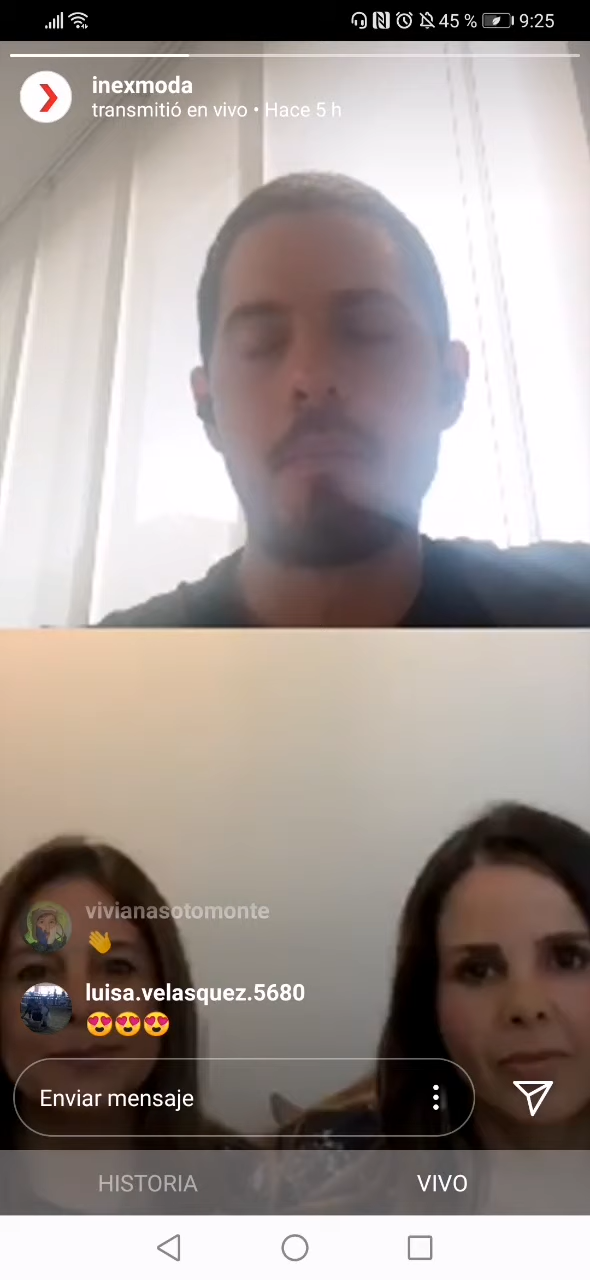 45 % 9:25
inexmoda
transmitió en vivo • Hace 5 h
vivianasotomonte
👋
luisa.velasquez.5680
😍😍😍
Enviar mensaje
HISTORIA VIVO